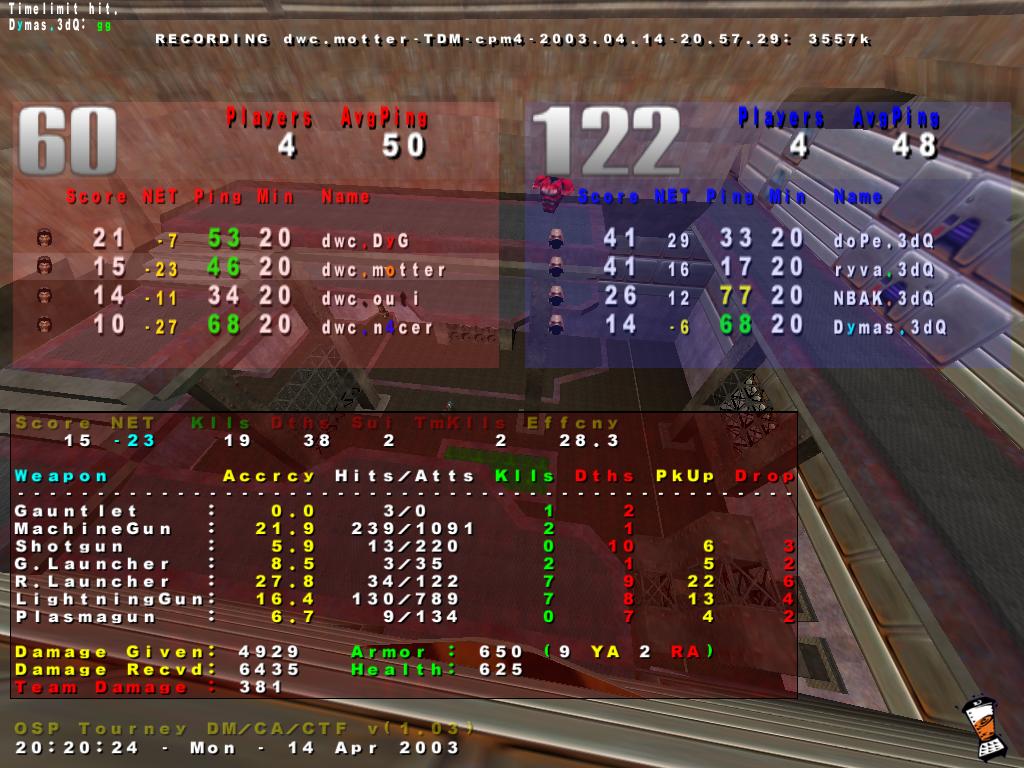 Timelimit hit.
Dymas.3dQ: gg
RECORDING dwc.motter-TDM-cpm4-2003.04.14-20.57.29: 3557k
60 Players AvgPing
4 50
Score NET Ping Min Name
21 -7 53 20 dwc.DyG
15 -23 46 20 dwc.motter
14 -11 34 20 dwc.ou i
10 -27 68 20 dwc.n4cer
122 Players AvgPing
4 48
Score NET Ping Min Name
41 29 33 20 doPe.3dQ
41 16 17 20 ryva.3dQ
26 12 77 20 NBAK.3dQ
14 -6 68 20 Dymas.3dQ
Score NET Klls Dths Sui TmKlls Effcny
15 -23 19 38 2 2 28.3
Weapon Accrcy Hits/Atts Klls Dths PkUp Drop
Gauntlet : 0.0 3/0 1 2
MachineGun : 21.9 239/1091 2 1
Shotgun : 5.9 13/220 0 10 6 3
G.Launcher : 8.5 3/35 2 1 5 2
R.Launcher : 27.8 34/122 7 9 22 6
LightningGun: 16.4 130/789 7 8 13 4
Plasmagun : 6.7 9/134 0 7 4 2
Damage Given: 4929 Armor : 650 (9 YA 2 RA)
Damage Recvd: 6435 Health: 625
Team Damage : 381
OSP Tourney DM/CA/CTF v(1.03)
20:20:24 - Mon - 14 Apr 2003